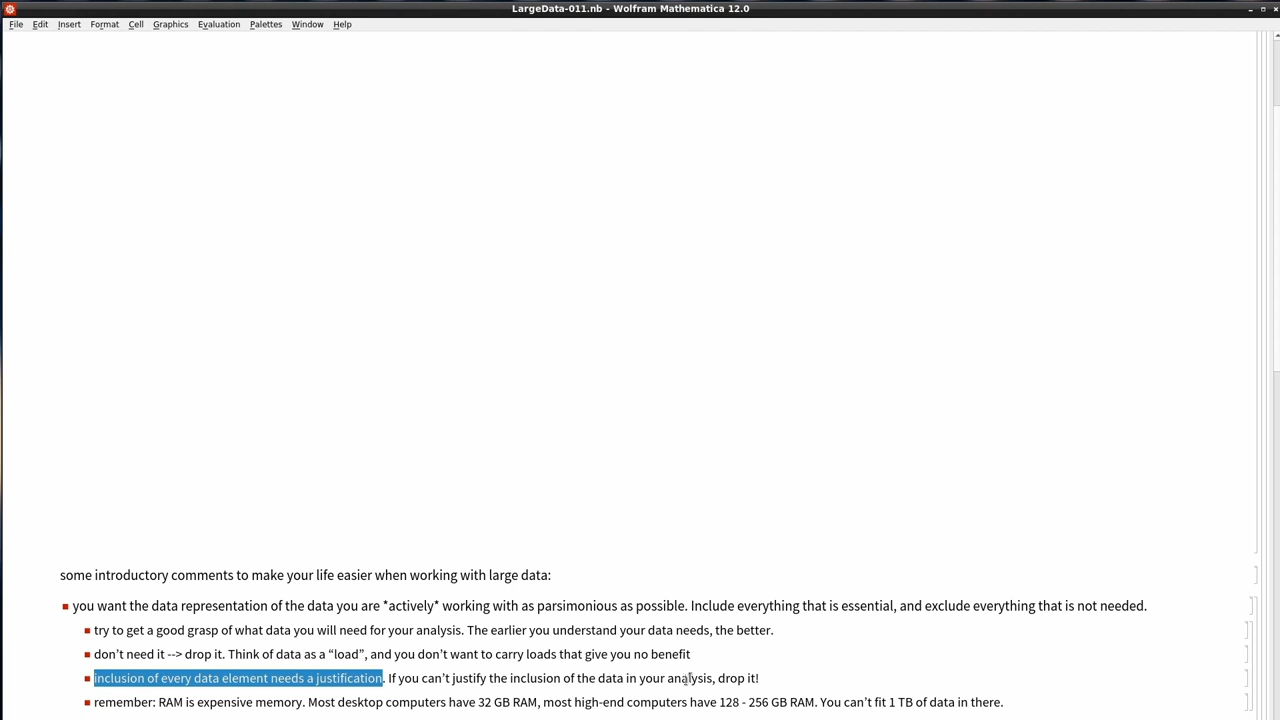 LargeData-011.nb - Wolfram Mathematica 12.0
File Edit Insert Format Cell Graphics Evaluation Palettes Window Help
some introductory comments to make your life easier when working with large data:
you want the data representation of the data you are *actively* working with as parsimonious as possible. Include everything that is essential, and exclude everything that is not needed.
try to get a good grasp of what data you will need for your analysis. The earlier you understand your data needs, the better.
don’t need it --> drop it. Think of data as a “load”, and you don’t want to carry loads that give you no benefit
inclusion of every data element needs a justification. If you can’t justify the inclusion of the data in your analysis, drop it!
remember: RAM is expensive memory. Most desktop computers have 32 GB RAM, most high-end computers have 128 - 256 GB RAM. You can’t fit 1 TB of data in there.